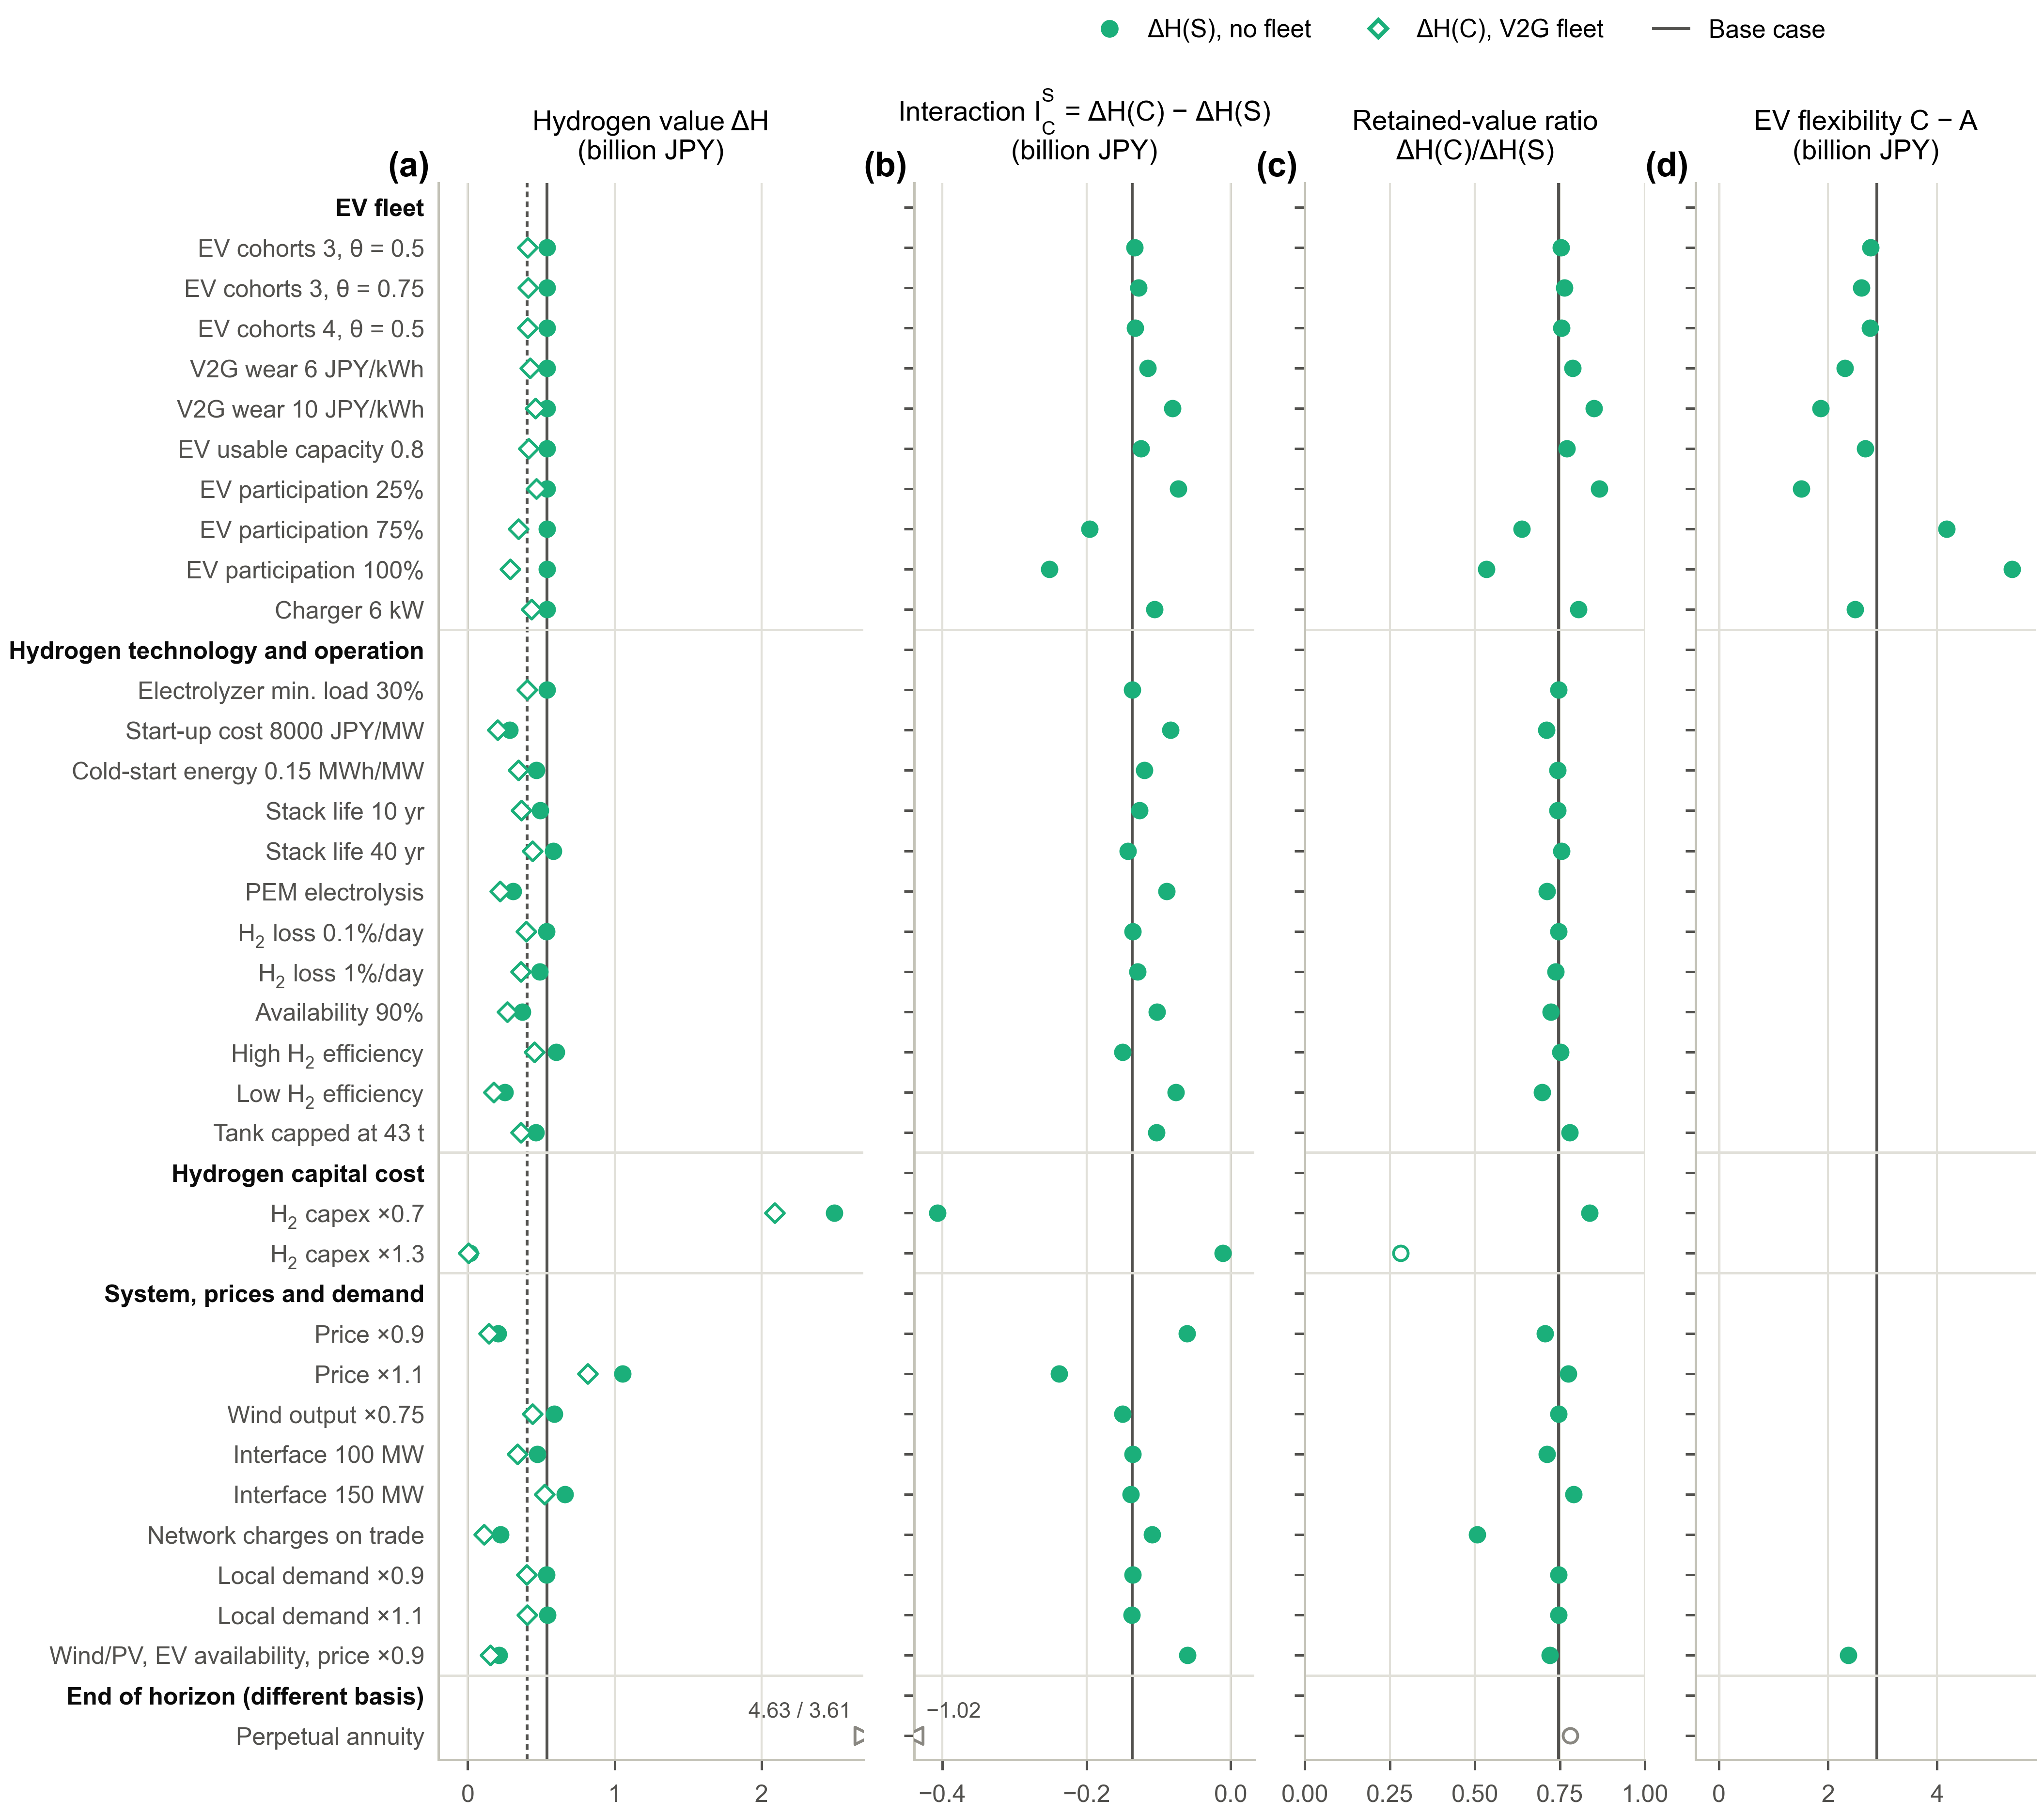 ΔH(S), no fleet
ΔH(C), V2G fleet
Base case
(a)
Hydrogen value ΔH
(billion JPY)
(b)
Interaction I_C^S = ΔH(C) − ΔH(S)
(billion JPY)
(c)
Retained-value ratio
ΔH(C)/ΔH(S)
(d)
EV flexibility C − A
(billion JPY)
EV fleet
EV cohorts 3, θ = 0.5
EV cohorts 3, θ = 0.75
EV cohorts 4, θ = 0.5
V2G wear 6 JPY/kWh
V2G wear 10 JPY/kWh
EV usable capacity 0.8
EV participation 25%
EV participation 75%
EV participation 100%
Charger 6 kW
Hydrogen technology and operation
Electrolyzer min. load 30%
Start-up cost 8000 JPY/MW
Cold-start energy 0.15 MWh/MW
Stack life 10 yr
Stack life 40 yr
PEM electrolysis
H₂ loss 0.1%/day
H₂ loss 1%/day
Availability 90%
High H₂ efficiency
Low H₂ efficiency
Tank capped at 43 t
Hydrogen capital cost
H₂ capex ×0.7
H₂ capex ×1.3
System, prices and demand
Price ×0.9
Price ×1.1
Wind output ×0.75
Interface 100 MW
Interface 150 MW
Network charges on trade
Local demand ×0.9
Local demand ×1.1
Wind/PV, EV availability, price ×0.9
End of horizon (different basis)
4.63 / 3.61
−1.02
Perpetual annuity
0 1 2
−0.4 −0.2 0.0
0.00 0.25 0.50 0.75 1.00
0 2 4